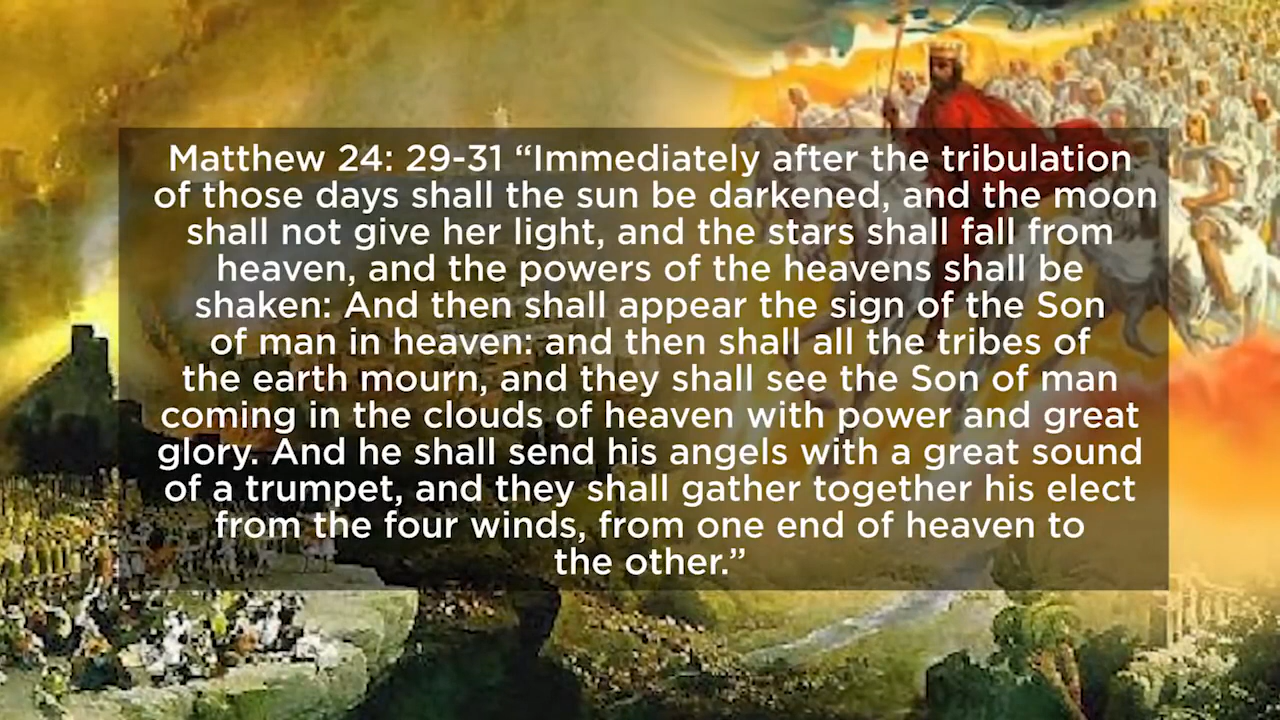 Matthew 24: 29-31 “Immediately after the tribulation
of those days shall the sun be darkened, and the moon
shall not give her light, and the stars shall fall from
heaven, and the powers of the heavens shall be
shaken: And then shall appear the sign of the Son
of man in heaven: and then shall all the tribes of
the earth mourn, and they shall see the Son of man
coming in the clouds of heaven with power and great
glory. And he shall send his angels with a great sound
of a trumpet, and they shall gather together his elect
from the four winds, from one end of heaven to
the other.”